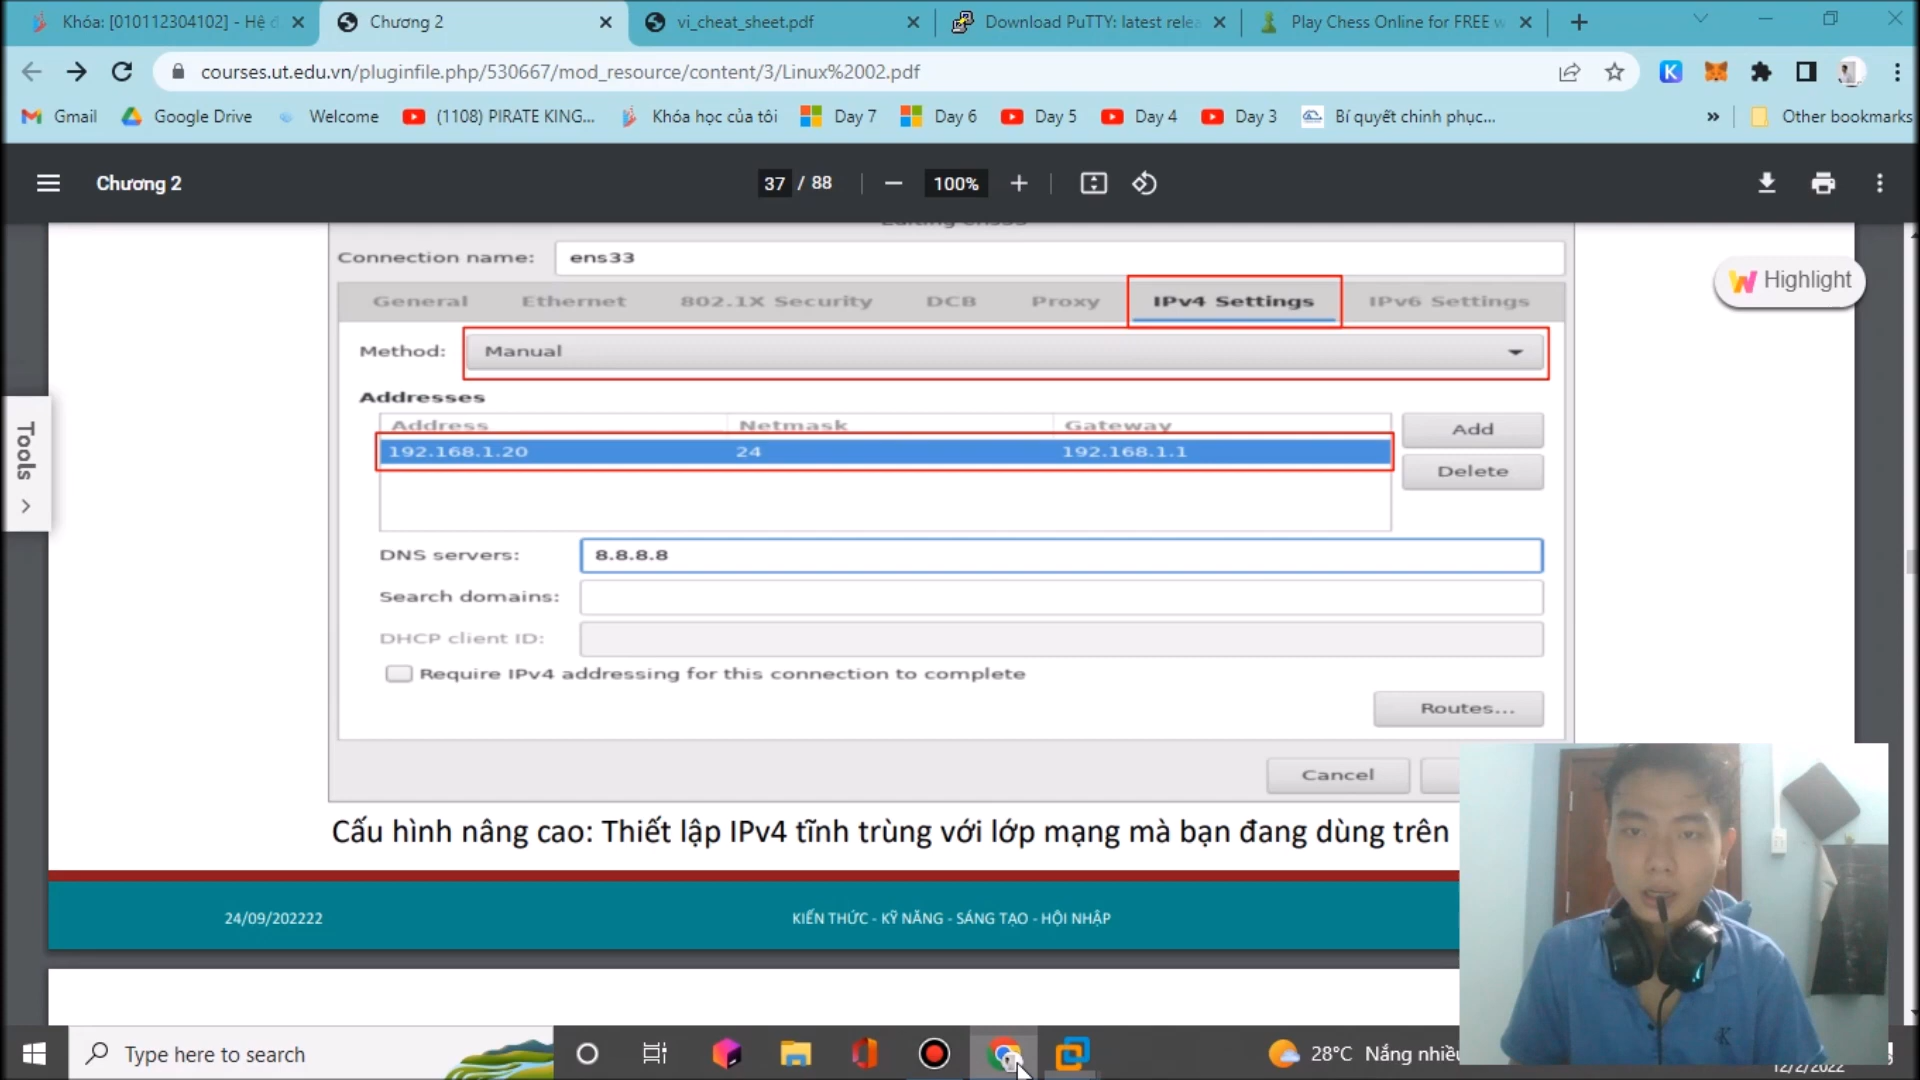 Khóa: [010112304102] - Hệ đ
Chương 2
vi_cheat_sheet.pdf
Download PuTTY: latest relea
Play Chess Online for FREE w
courses.ut.edu.vn/pluginfile.php/530667/mod_resource/content/3/Linux%2002.pdf
Gmail
Google Drive
Welcome
(1108) PIRATE KING...
Khóa học của tôi
Day 7
Day 6
Day 5
Day 4
Day 3
Bí quyết chinh phục...
»
Other bookmarks
Chương 2
37 / 88
100%
Connection name: ens33
General Ethernet 802.1X Security DCB Proxy IPv4 Settings IPv6 Settings
Highlight
Method: Manual
Addresses
Address Netmask Gateway
Add
192.168.1.20 24 192.168.1.1
Delete
Tools
DNS servers: 8.8.8.8
Search domains:
DHCP client ID:
Require IPv4 addressing for this connection to complete
Routes...
Cancel
Cấu hình nâng cao: Thiết lập IPv4 tĩnh trùng với lớp mạng mà bạn đang dùng trên
24/09/202222
KIẾN THỨC - KỸ NĂNG - SÁNG TẠO - HỘI NHẬP
Type here to search
28°C Nắng nhiều
12/2/2022